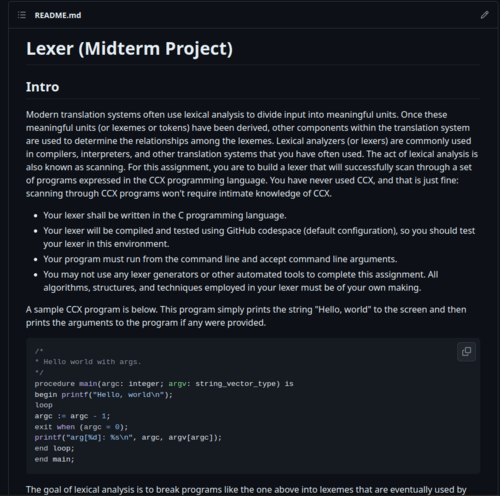 README.md
Lexer (Midterm Project)
Intro
Modern translation systems often use lexical analysis to divide input into meaningful units. Once these
meaningful units (or lexemes or tokens) have been derived, other components within the translation system
are used to determine the relationships among the lexemes. Lexical analyzers (or lexers) are commonly used
in compilers, interpreters, and other translation systems that you have often used. The act of lexical analysis is
also known as scanning. For this assignment, you are to build a lexer that will successfully scan through a
set of programs expressed in the CCX programming language. You have never used CCX, and that is just fine:
scanning through CCX programs won't require intimate knowledge of CCX.
• Your lexer shall be written in the C programming language.
• Your lexer will be compiled and tested using GitHub codespace (default configuration), so you should test
your lexer in this environment.
• Your program must run from the command line and accept command line arguments.
• You may not use any lexer generators or other automated tools to complete this assignment. All
algorithms, structures, and techniques employed in your lexer must be of your own making.
A sample CCX program is below. This program simply prints the string "Hello, world" to the screen and then
prints the arguments to the program if any were provided.
/*
* Hello world with args.
*/
procedure main(argc: integer; argv: string_vector_type) is
begin printf("Hello, world\n");
loop
argc := argc - 1;
exit when (argc = 0);
printf("arg[%d]: %s\n", argc, argv[argc]);
end loop;
end main;
The goal of lexical analysis is to break programs like the one above into lexemes that are eventually used by